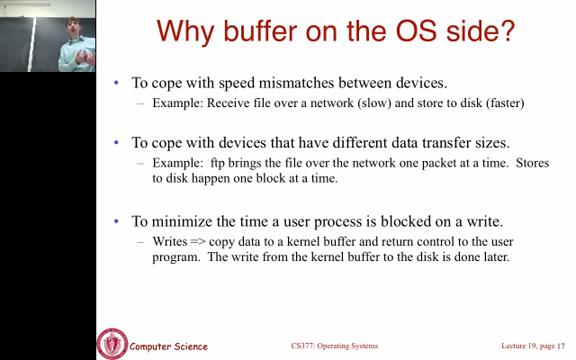 Why buffer on the OS side?
• To cope with speed mismatches between devices.
– Example: Receive file over a network (slow) and store to disk (faster)
• To cope with devices that have different data transfer sizes.
– Example: ftp brings the file over the network one packet at a time. Stores
to disk happen one block at a time.
• To minimize the time a user process is blocked on a write.
– Writes => copy data to a kernel buffer and return control to the user
program. The write from the kernel buffer to the disk is done later.
Computer Science
CS377: Operating Systems
Lecture 19, page 17